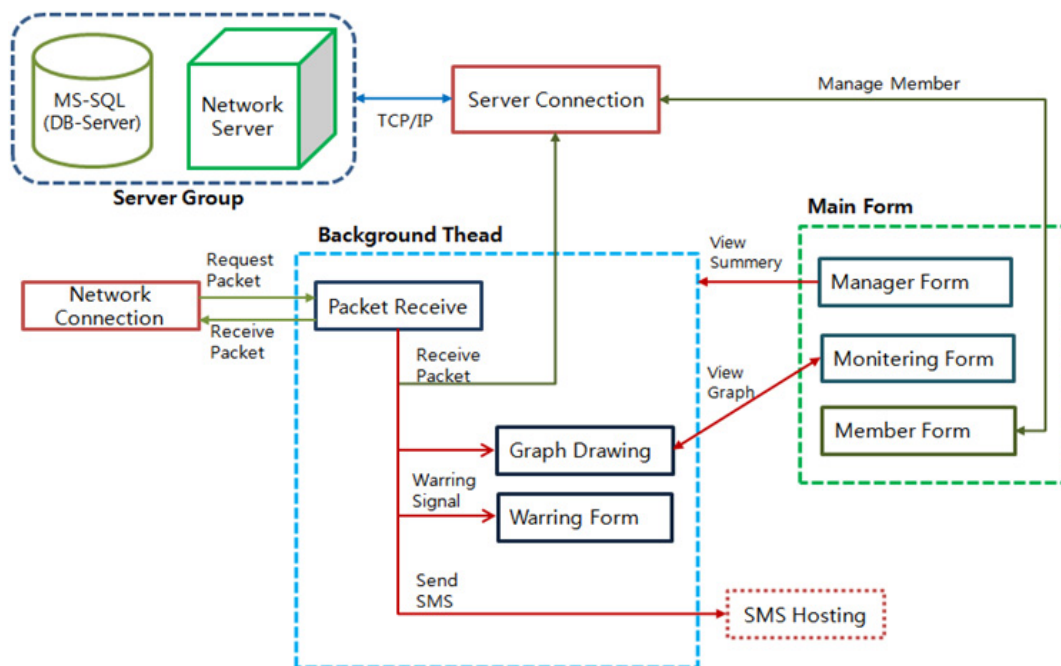 MS-SQL
(DB-Server)
Network
Server
Server Group
TCP/IP
Server Connection
Manage Member
Background Thead
Main Form
Request
Packet
Network
Connection
Receive
Packet
Packet Receive
Receive
Packet
View
Summery
Manager Form
View
Graph
Monitering Form
Member Form
Graph Drawing
Warring
Signal
Warring Form
Send
SMS
SMS Hosting